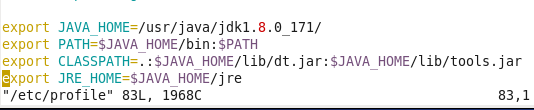 export JAVA_HOME=/usr/java/jdk1.8.0_171/
export PATH=$JAVA_HOME/bin:$PATH
export CLASSPATH=.:$JAVA_HOME/lib/dt.jar:$JAVA_HOME/lib/tools.jar
export JRE_HOME=$JAVA_HOME/jre
"/etc/profile" 83L, 1968C 83,1